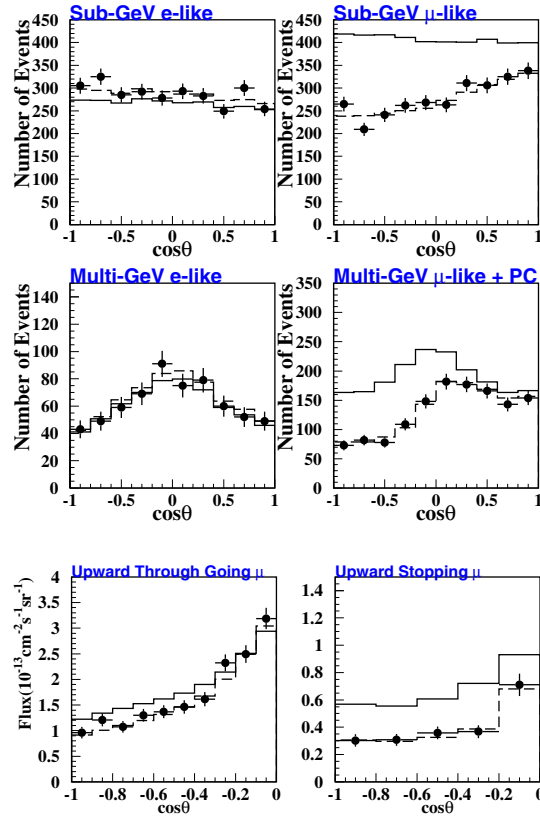 Sub-GeV e-like
Sub-GeV μ-like
Number of Events
450
400
350
300
250
200
150
100
50
0
-1 -0.5 0 0.5 1
cosθ
Number of Events
450
400
350
300
250
200
150
100
50
0
-1 -0.5 0 0.5 1
cosθ
Multi-GeV e-like
Multi-GeV μ-like + PC
Number of Events
140
120
100
80
60
40
20
0
-1 -0.5 0 0.5 1
cosθ
Number of Events
350
300
250
200
150
100
50
0
-1 -0.5 0 0.5 1
cosθ
Upward Through Going μ
Upward Stopping μ
Flux(10-13cm-2s-1sr-1)
4
3.5
3
2.5
2
1.5
1
0.5
0
-1 -0.8 -0.6 -0.4 -0.2 0
cosθ
1.4
1.2
1
0.8
0.6
0.4
0.2
0
-1 -0.8 -0.6 -0.4 -0.2 0
cosθ